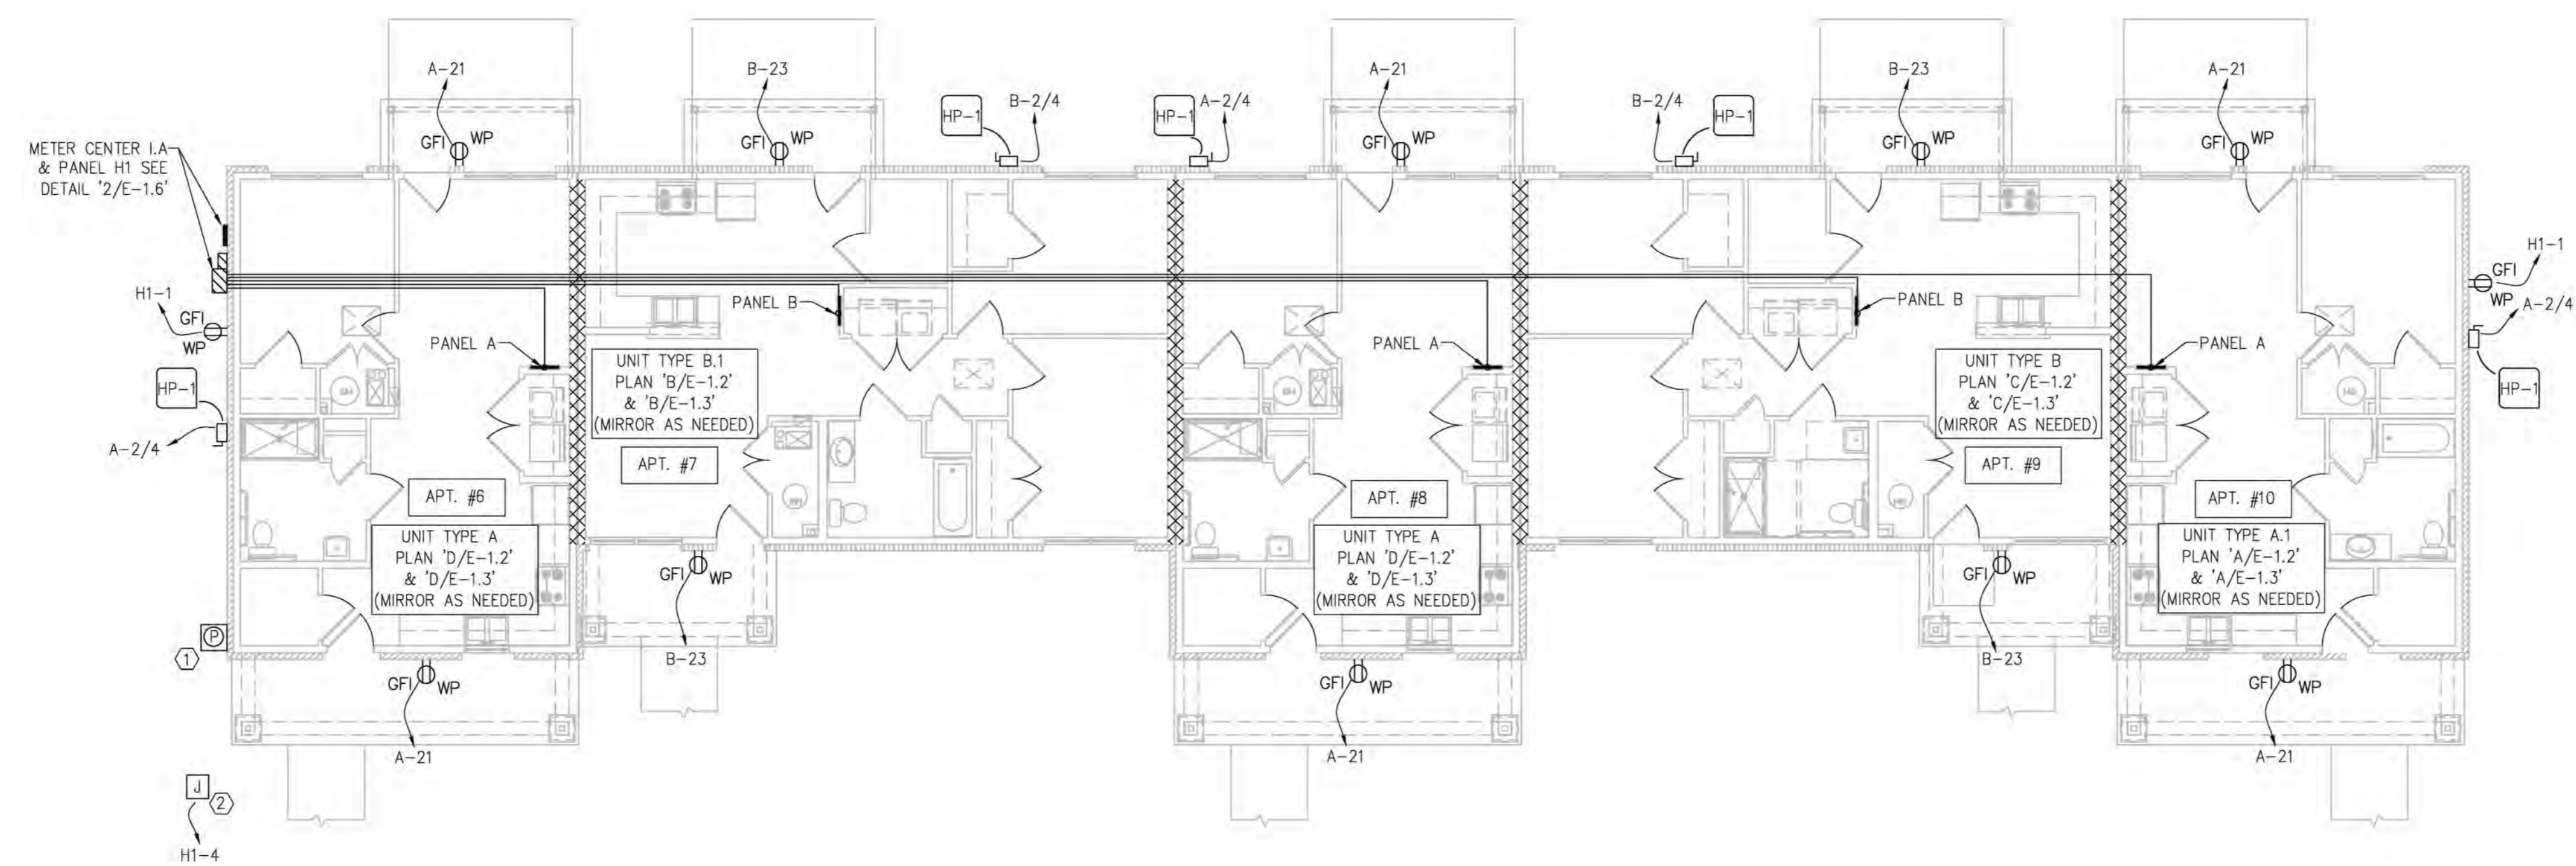 A-21
B-23
HP-1
B-2/4
HP-1
A-2/4
A-21
B-2/4
HP-1
B-23
A-21
GFI
WP
GFI
WP
GFI
WP
GFI
WP
GFI
WP
METER CENTER I.A
& PANEL H1 SEE
DETAIL '2/E-1.6'
H1-1
GFI
WP
HP-1
A-2/4
PANEL A
PANEL B
PANEL A
PANEL B
PANEL A
H1-1
GFI
WP
A-2/4
HP-1
UNIT TYPE B.1
PLAN 'B/E-1.2'
& 'B/E-1.3'
(MIRROR AS NEEDED)
APT. #7
UNIT TYPE B
PLAN 'C/E-1.2'
& 'C/E-1.3'
(MIRROR AS NEEDED)
APT. #9
APT. #6
UNIT TYPE A
PLAN 'D/E-1.2'
& 'D/E-1.3'
(MIRROR AS NEEDED)
APT. #8
UNIT TYPE A
PLAN 'D/E-1.2'
& 'D/E-1.3'
(MIRROR AS NEEDED)
APT. #10
UNIT TYPE A.1
PLAN 'A/E-1.2'
& 'A/E-1.3'
(MIRROR AS NEEDED)
GFI
WP
B-23
GFI
WP
B-23
P
1
GFI
WP
A-21
GFI
WP
A-21
GFI
WP
A-21
J
2
H1-4